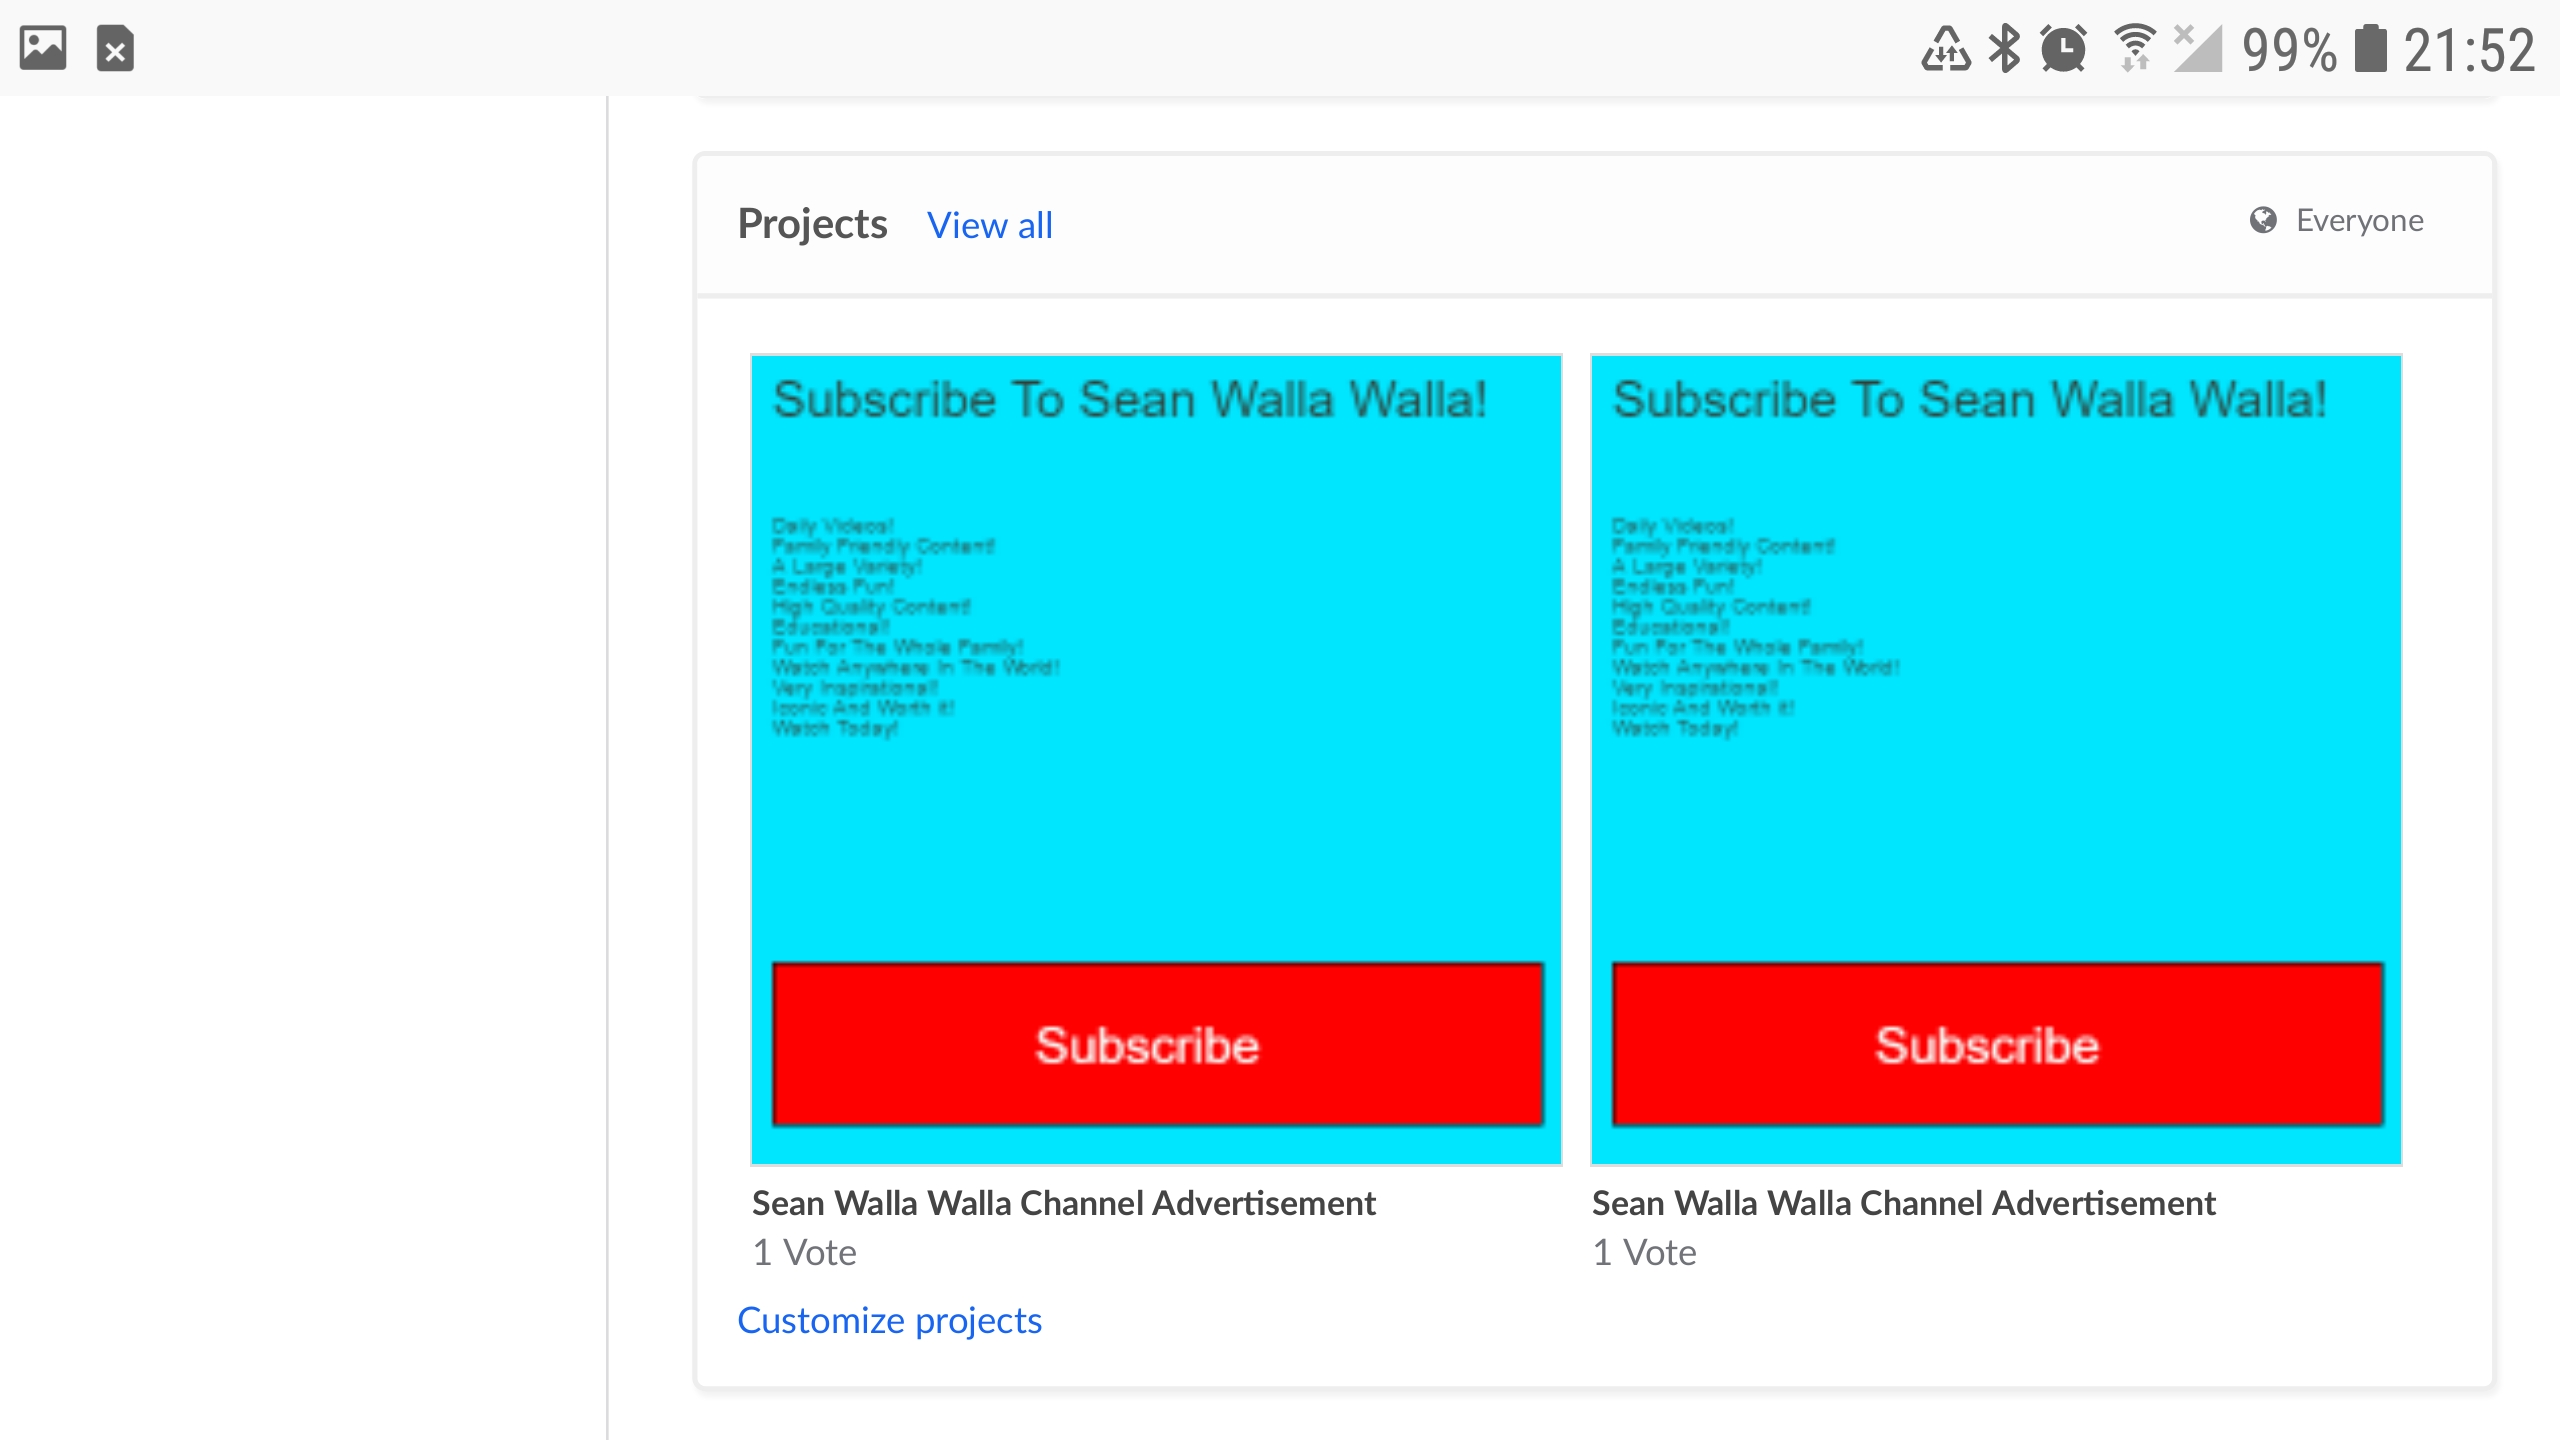 99% 21:52
Projects View all Everyone
Subscribe To Sean Walla Walla!
Daily Videos!
Family Friendly Content!
A Large Variety!
Endless Fun!
High Quality Content!
Educational!
Fun For The Whole Family!
Watch Anywhere In The World!
Very Inspirational!
Iconic And Worth it!
Watch Today!
Subscribe
Sean Walla Walla Channel Advertisement
1 Vote
Subscribe To Sean Walla Walla!
Daily Videos!
Family Friendly Content!
A Large Variety!
Endless Fun!
High Quality Content!
Educational!
Fun For The Whole Family!
Watch Anywhere In The World!
Very Inspirational!
Iconic And Worth it!
Watch Today!
Subscribe
Sean Walla Walla Channel Advertisement
1 Vote
Customize projects